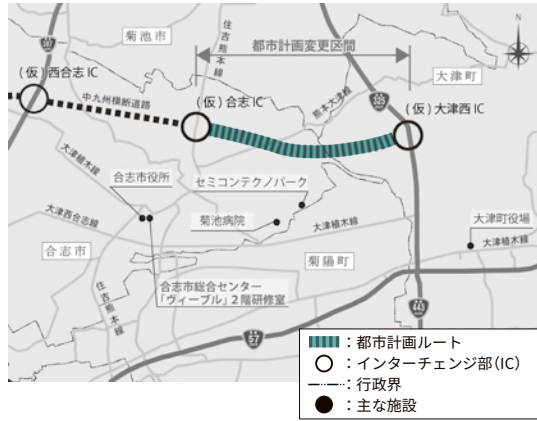 菊池市
住吉熊本線
都市計画変更区間
N
387
大津町
(仮)西合志IC
中九州横断道路
(仮)合志IC
熊本大津線
325
(仮)大津西IC
大津植木線
合志市役所
セミコンテクノパーク
大津西合志線
菊池病院
大津植木線
大津町役場
大津植木線
合志市
菊陽町
住吉熊本線
合志市総合センター
「ヴィーブル」2階研修室
443
57
：都市計画ルート
：インターチェンジ部(IC)
：行政界
：主な施設